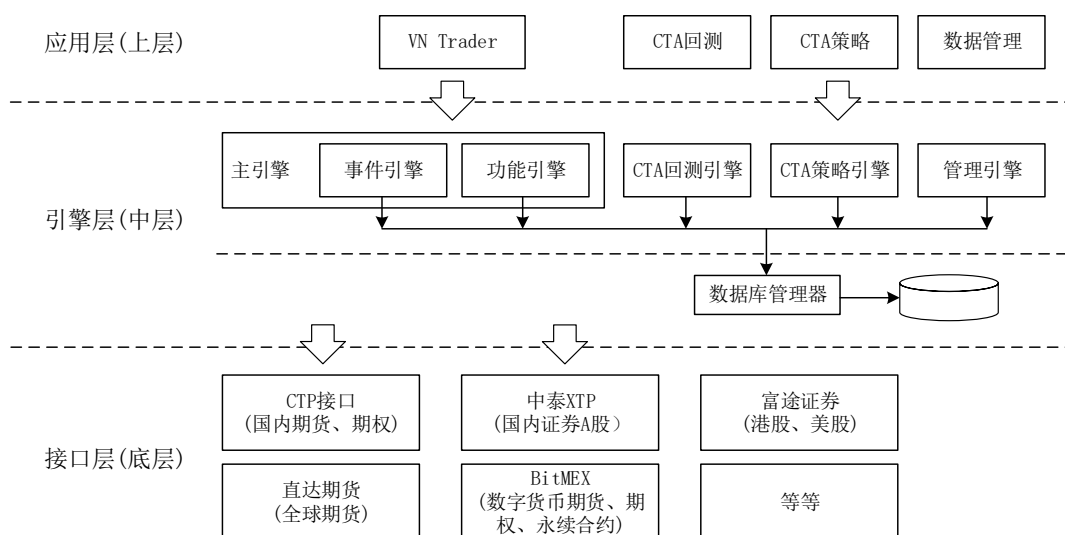 应用层(上层)
VN Trader
CTA回测
CTA策略
数据管理
主引擎
事件引擎
功能引擎
CTA回测引擎
CTA策略引擎
管理引擎
引擎层(中层)
数据库管理器
CTP接口
(国内期货、期权)
中泰XTP
(国内证券A股）
富途证券
(港股、美股)
接口层(底层)
直达期货
(全球期货)
BitMEX
(数字货币期货、期
权、永续合约)
等等